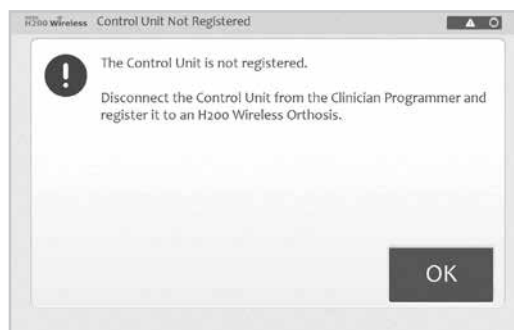 H200 Wireless Control Unit Not Registered
The Control Unit is not registered.
Disconnect the Control Unit from the Clinician Programmer and
register it to an H200 Wireless Orthosis.
OK